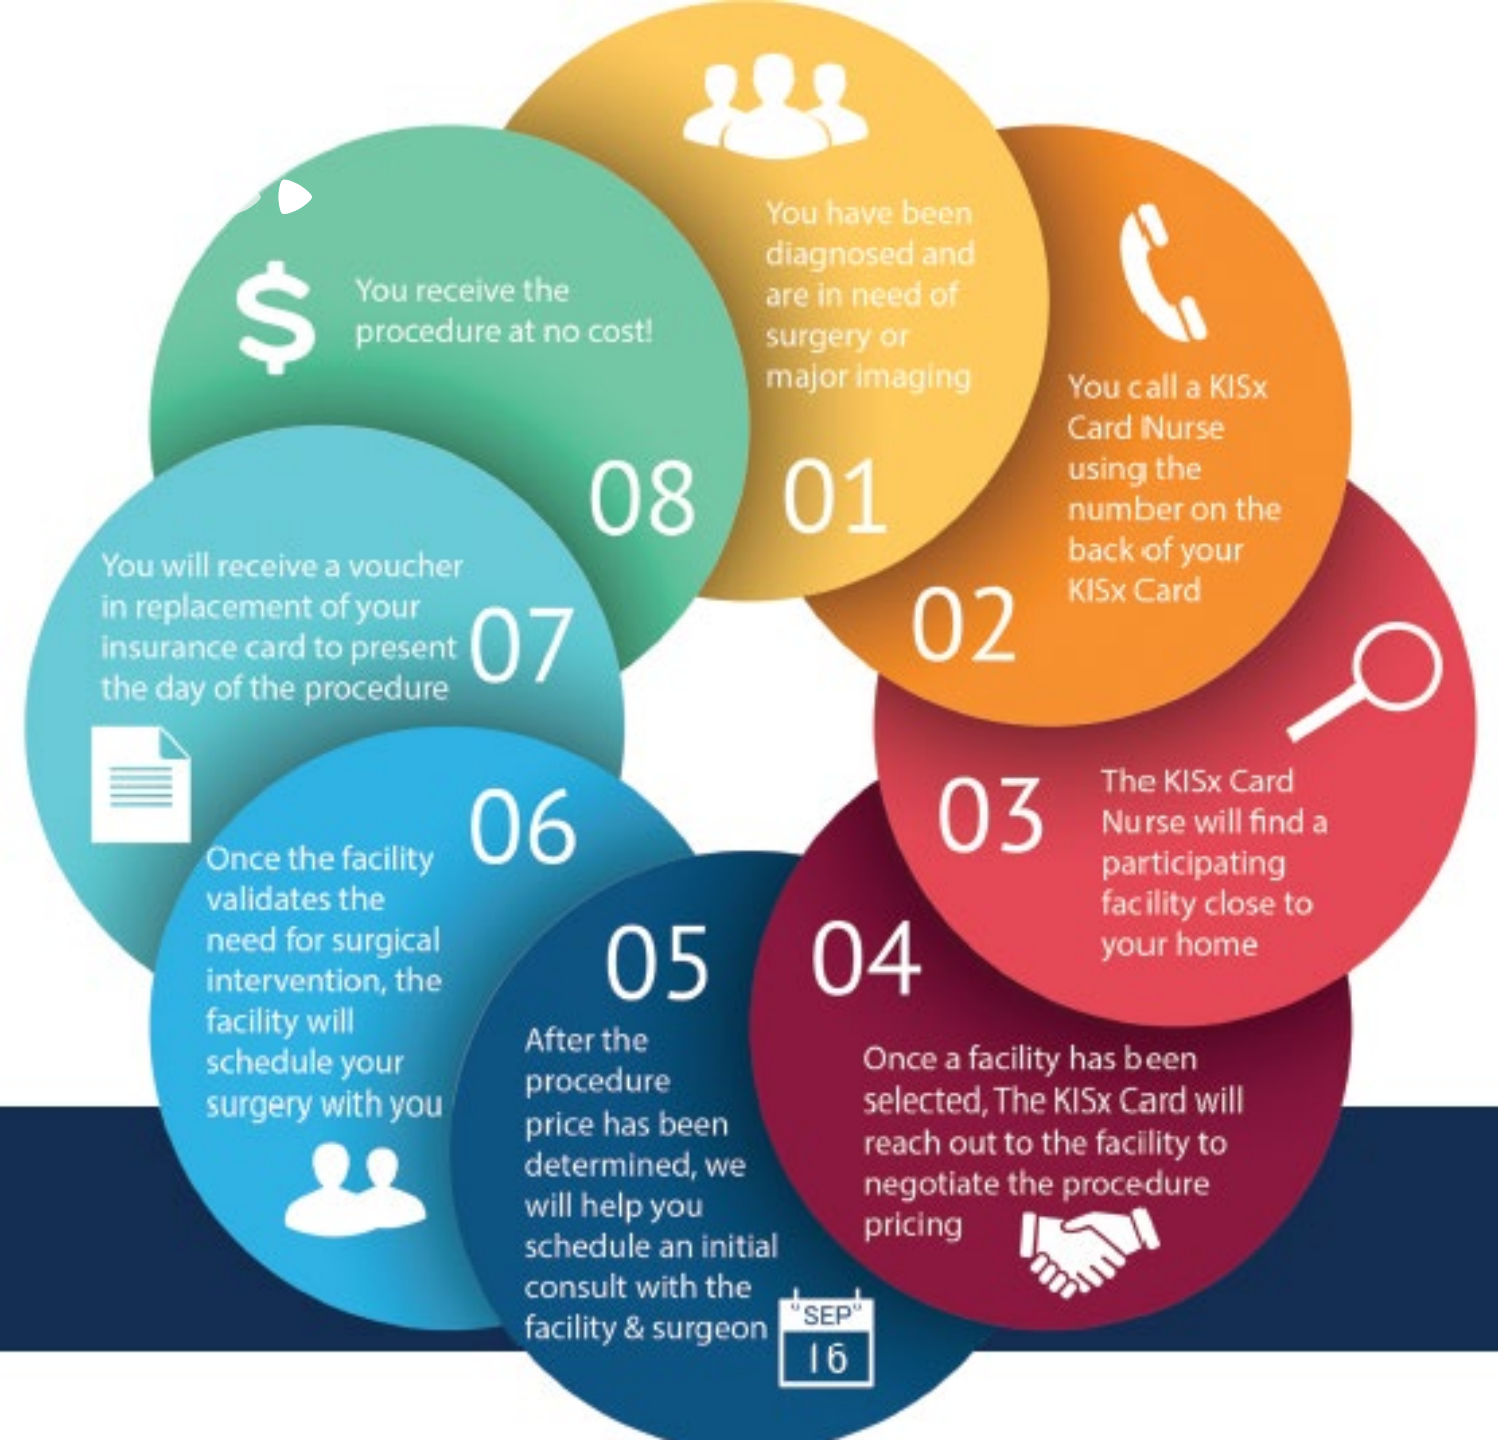 You have been
diagnosed and
are in need of
surgery or
major imaging
01
You call a KISx
Card Nurse
using the
number on the
back of your
KISx Card
02
03
The KISx Card
Nurse will find a
participating
facility close to
your home
04
Once a facility has been
selected, The KISx Card will
reach out to the facility to
negotiate the procedure
pricing
05
After the
procedure
price has been
determined, we
will help you
schedule an initial
consult with the
facility & surgeon
"SEP"
16
06
Once the facility
validates the
need for surgical
intervention, the
facility will
schedule your
surgery with you
You will receive a voucher
in replacement of your
insurance card to present
the day of the procedure
07
$
You receive the
procedure at no cost!
08